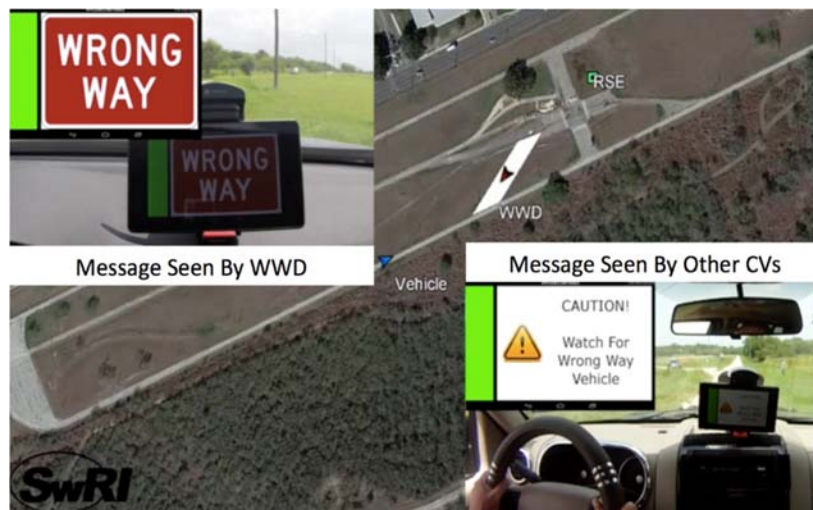 WRONG
WAY
WRONG
WAY
Message Seen By WWD
RSE
WWD
Vehicle
Message Seen By Other CVs
CAUTION!
Watch For
Wrong Way
Vehicle
SwRI